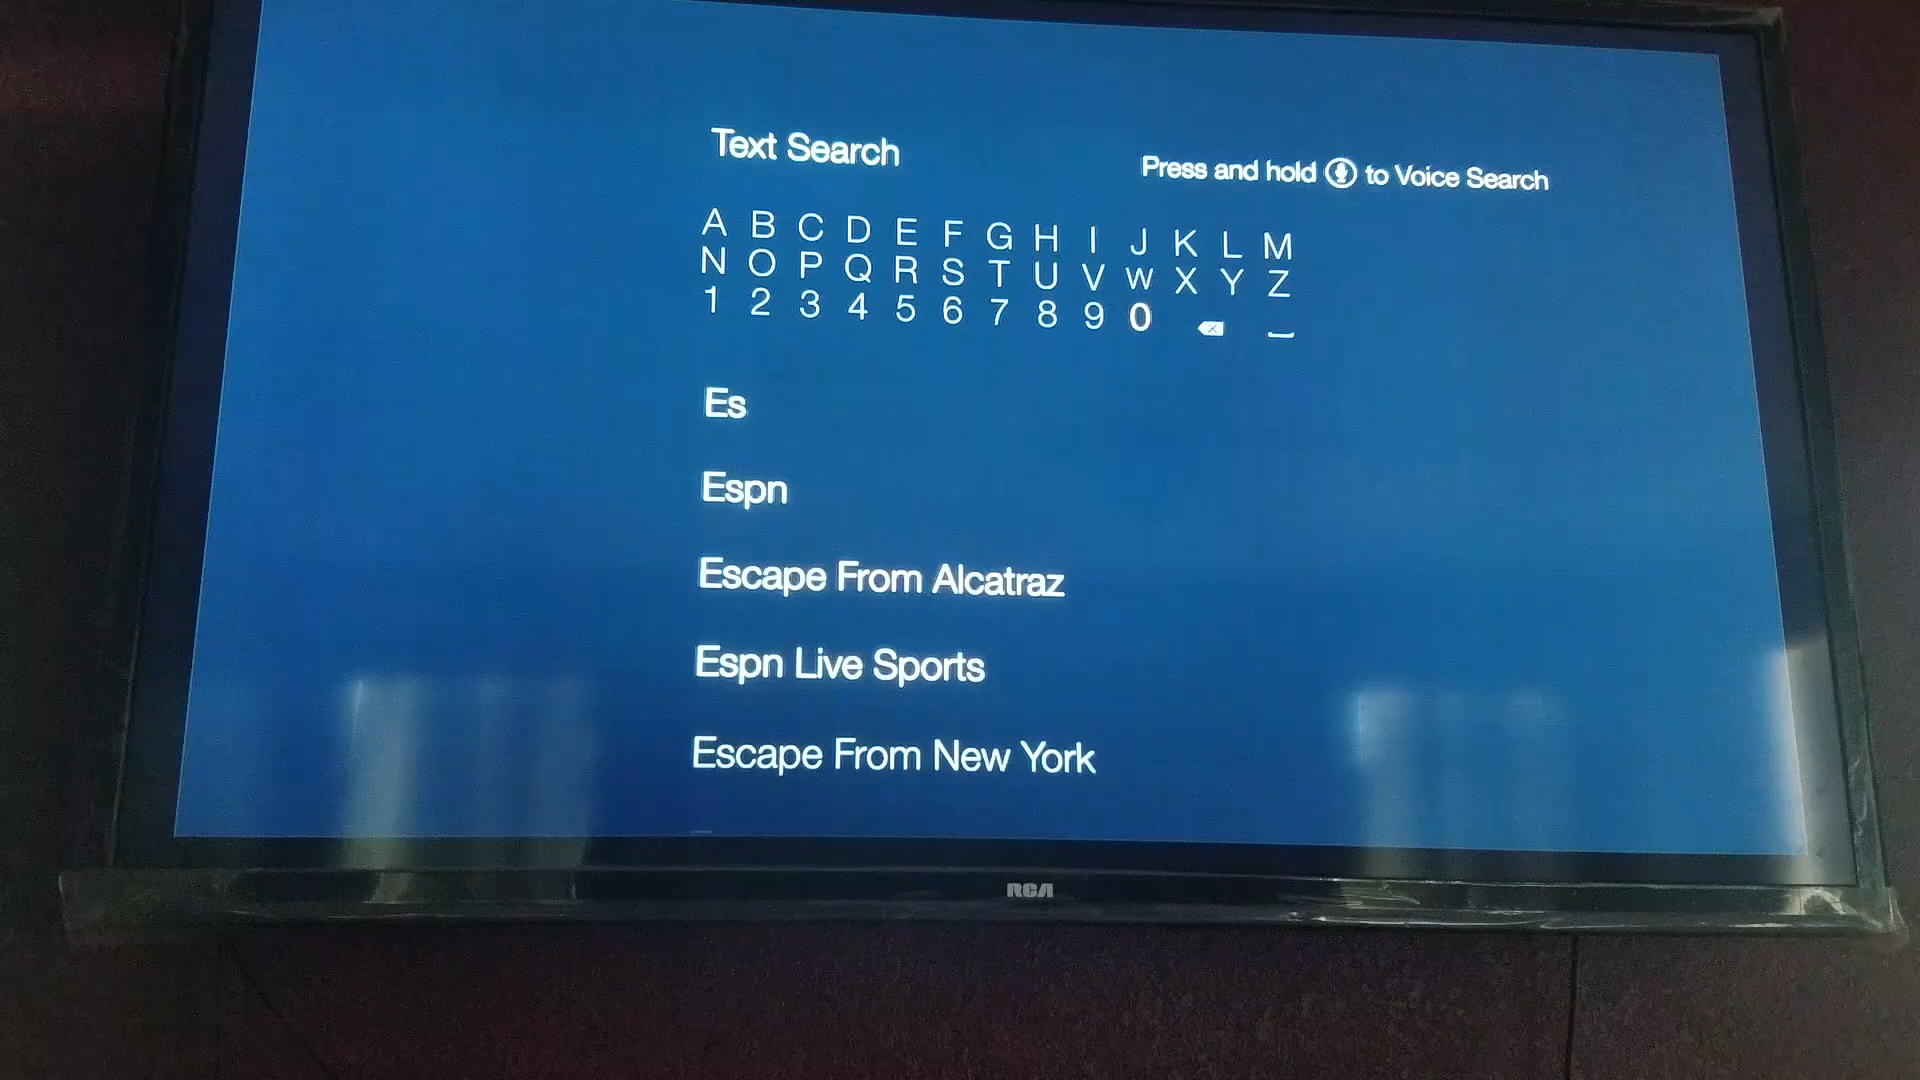 Text Search
Press and hold to Voice Search
A B C D E F G H I J K L M
N O P Q R S T U V W X Y Z
1 2 3 4 5 6 7 8 9 0
Es
Espn
Escape From Alcatraz
Espn Live Sports
Escape From New York
RCA